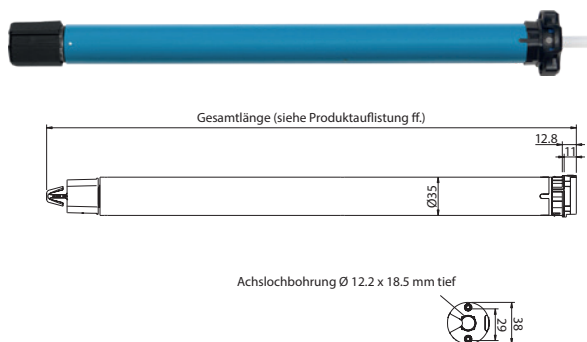 Gesamtlänge (siehe Produktauflistung ff.)
12.8
11
Ø35
Achslochbohrung Ø 12.2 x 18.5 mm tief
29
38